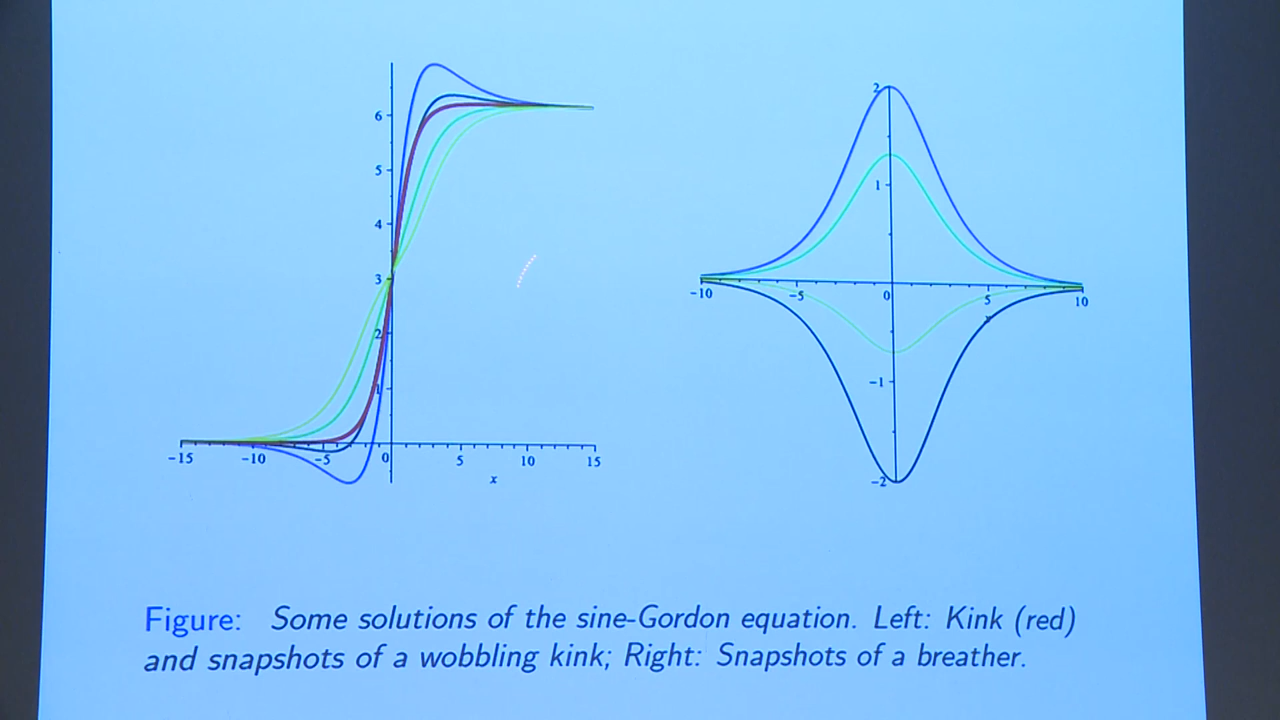 6
5
4
3
2
1
-15 -10 -5 0 5 10 15
x
2
1
-10 -5 0 5 10
x
-1
-2
Figure: Some solutions of the sine-Gordon equation. Left: Kink (red)
and snapshots of a wobbling kink; Right: Snapshots of a breather.